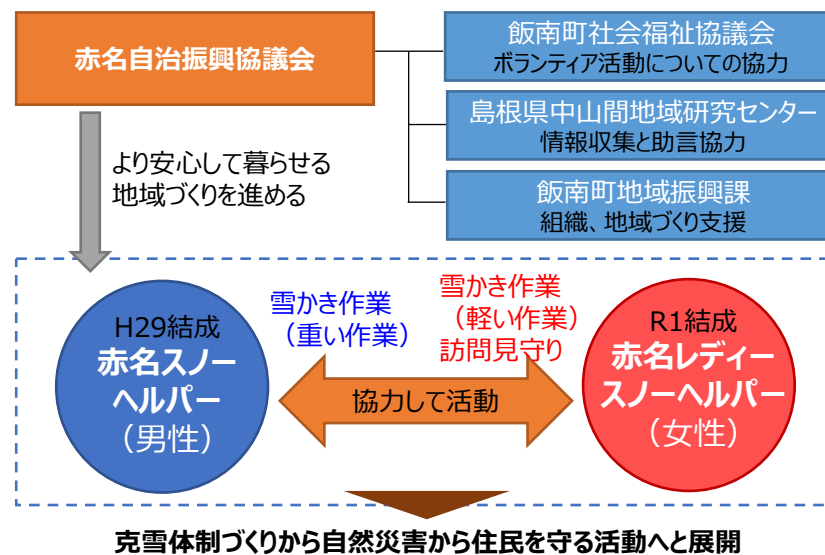 赤名自治振興協議会
飯南町社会福祉協議会
ボランティア活動についての協力
島根県中山間地域研究センター
情報収集と助言協力
飯南町地域振興課
組織、地域づくり支援
より安心して暮らせる
地域づくりを進める
H29結成
赤名スノー
ヘルパー
（男性）
雪かき作業
（重い作業）
雪かき作業
（軽い作業）
訪問見守り
協力して活動
R1結成
赤名レディー
スノーヘルパー
（女性）
克雪体制づくりから自然災害から住民を守る活動へと展開